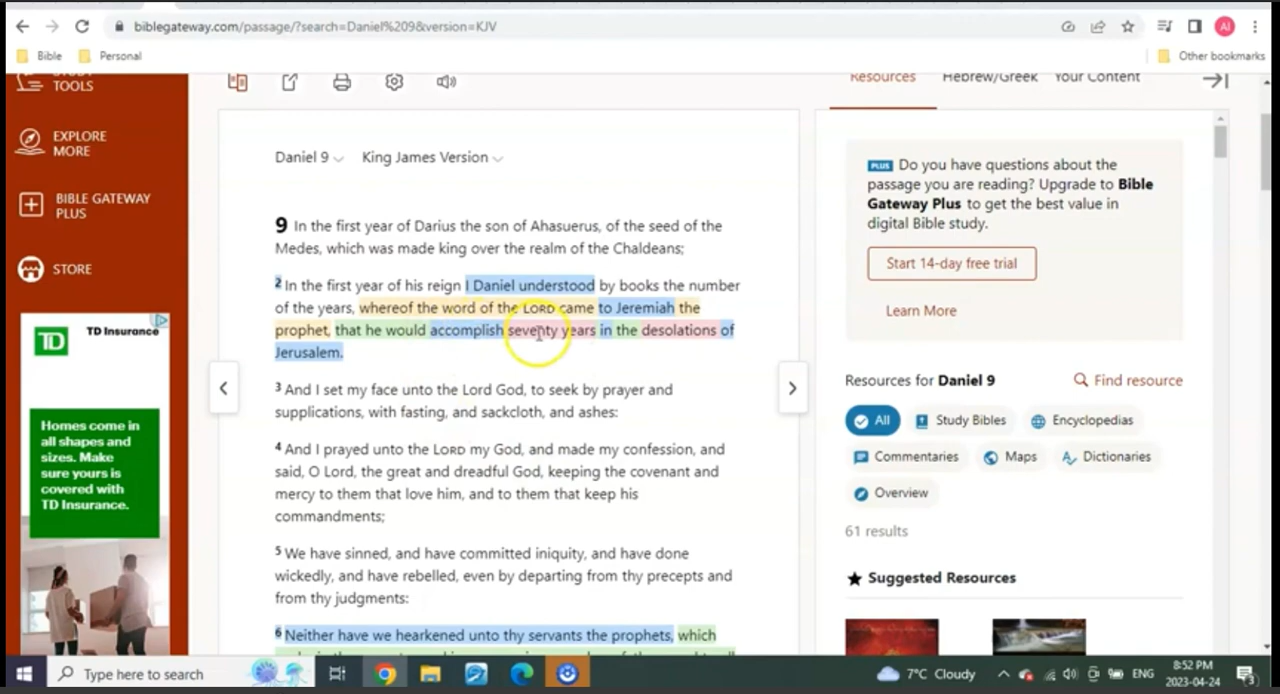 biblegateway.com/passage/?search=Daniel%209&version=KJV
AI
Bible
Personal
Other bookmarks
STUDY
TOOLS
EXPLORE
MORE
BIBLE GATEWAY
PLUS
STORE
TD
TD Insurance
Homes come in
all shapes and
sizes. Make
sure yours is
covered with
TD Insurance.
Daniel 9
King James Version
9 In the first year of Darius the son of Ahasuerus, of the seed of the
Medes, which was made king over the realm of the Chaldeans;
2 In the first year of his reign I Daniel understood by books the number
of the years, whereof the word of the LORD came to Jeremiah the
prophet, that he would accomplish seventy years in the desolations of
Jerusalem.
3 And I set my face unto the Lord God, to seek by prayer and
supplications, with fasting, and sackcloth, and ashes:
4 And I prayed unto the LORD my God, and made my confession, and
said, O Lord, the great and dreadful God, keeping the covenant and
mercy to them that love him, and to them that keep his
commandments;
5 We have sinned, and have committed iniquity, and have done
wickedly, and have rebelled, even by departing from thy precepts and
from thy judgments:
6 Neither have we hearkened unto thy servants the prophets, which
Resources
Hebrew/Greek
Your Content
PLUS Do you have questions about the
passage you are reading? Upgrade to Bible
Gateway Plus to get the best value in
digital Bible study.
Start 14-day free trial
Learn More
Resources for Daniel 9
Find resource
All
Study Bibles
Encyclopedias
Commentaries
Maps
Dictionaries
Overview
61 results
Suggested Resources
Type here to search
7°C Cloudy
ENG
8:52 PM
2023-04-24
3